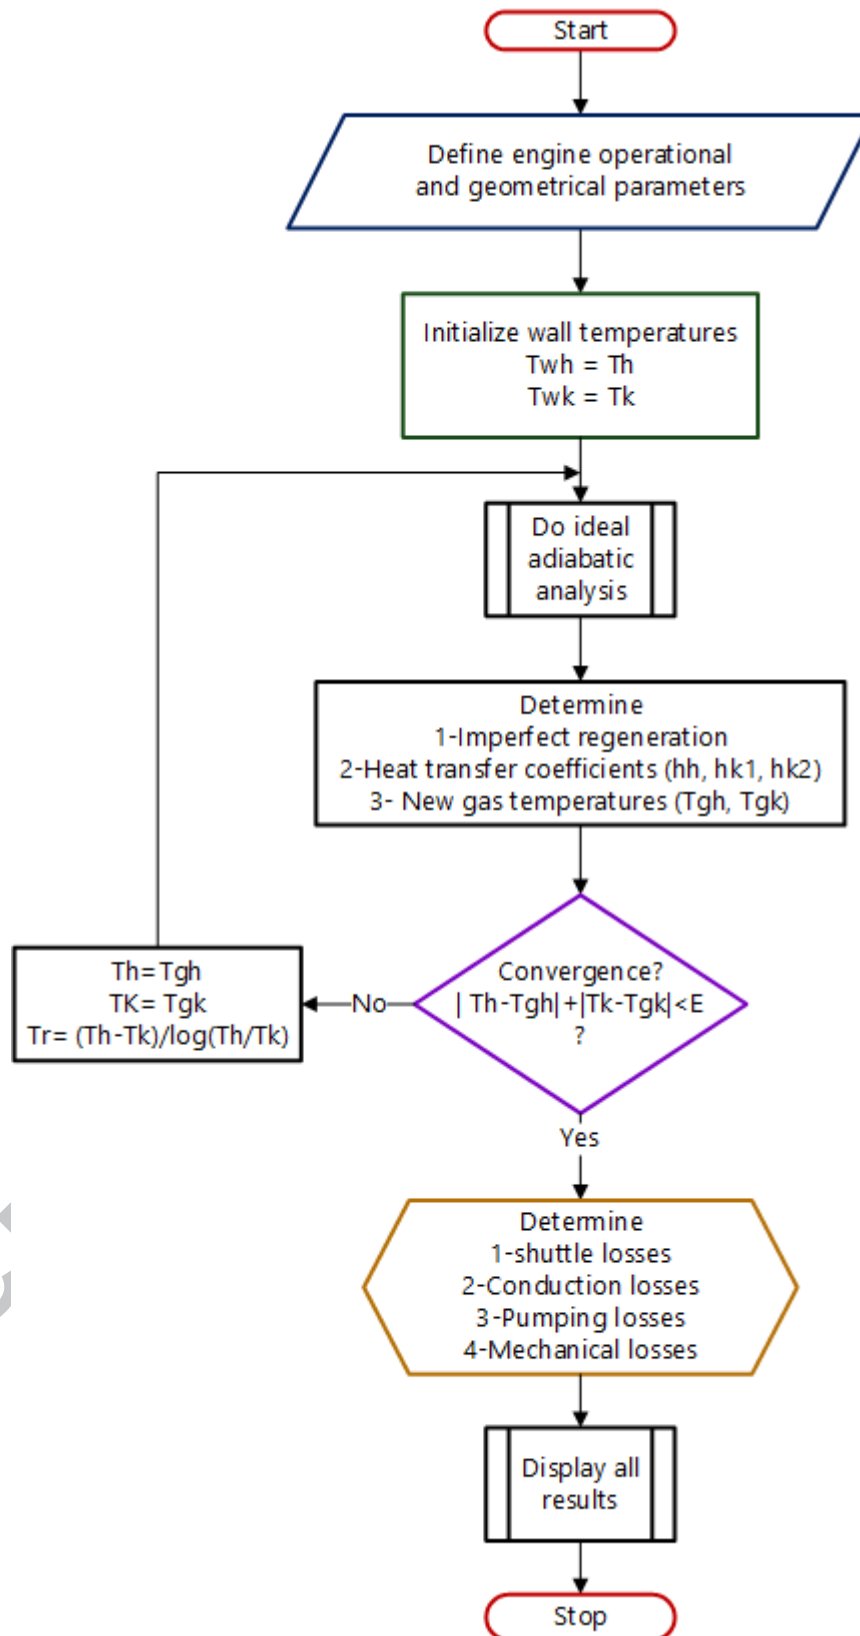 Start
Define engine operational
and geometrical parameters
Initialize wall temperatures
Twh = Th
Twk = Tk
Do ideal
adiabatic
analysis
Determine
1-Imperfect regeneration
2-Heat transfer coefficients (hh, hk1, hk2)
3- New gas temperatures (Tgh, Tgk)
Convergence?
| Th-Tgh|+|Tk-Tgk|<E
?
No
Th=Tgh
TK= Tgk
Tr= (Th-Tk)/log(Th/Tk)
Yes
Determine
1-shuttle losses
2-Conduction losses
3-Pumping losses
4-Mechanical losses
Display all
results
Stop